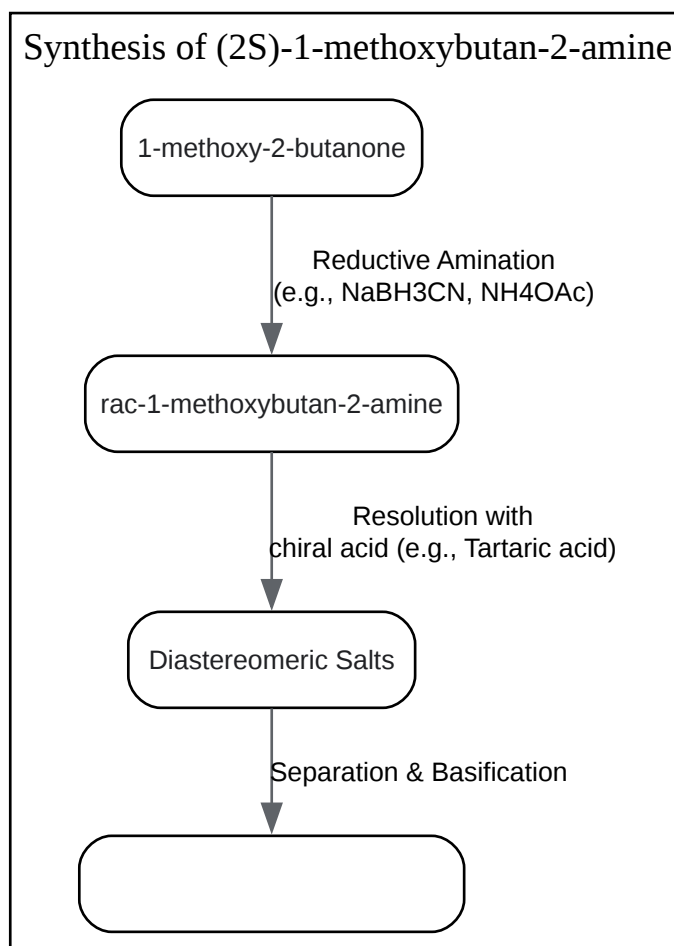 Synthesis of (2S)-1-methoxybutan-2-amine
1-methoxy-2-butanone
Reductive Amination
(e.g., NaBH3CN, NH4OAc)
rac-1-methoxybutan-2-amine
Resolution with
chiral acid (e.g., Tartaric acid)
Diastereomeric Salts
Separation & Basification